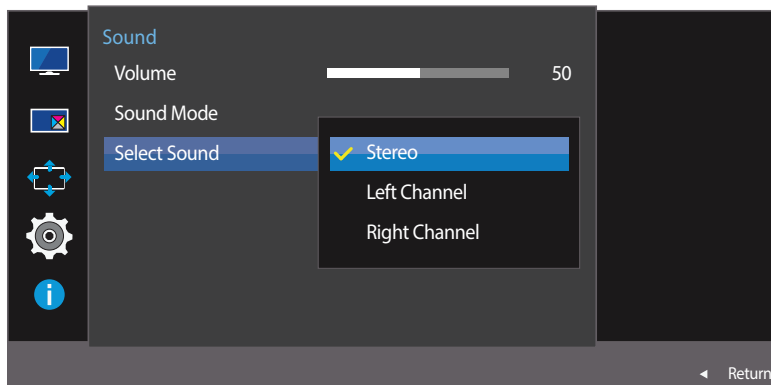 Sound
Volume 50
Sound Mode
Select Sound
Stereo
Left Channel
Right Channel
Return